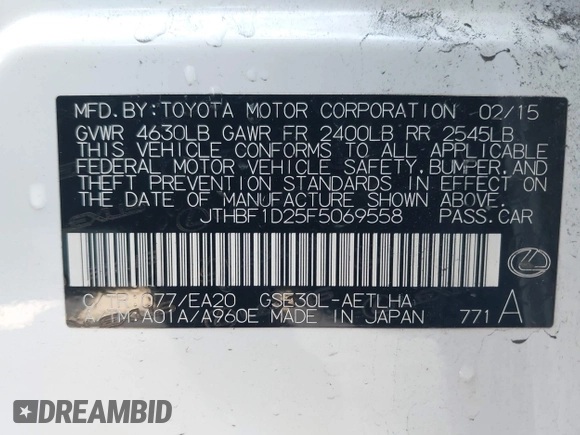 MFD.BY:TOYOTA MOTOR CORPORATION 02/15
GVWR 4630LB GAWR FR 2400LB RR 2545LB
THIS VEHICLE CONFORMS TO ALL APPLICABLE
FEDERAL MOTOR VEHICLE SAFETY,BUMPER,AND
THEFT PREVENTION STANDARDS IN EFFECT ON
THE DATE OF MANUFACTURE SHOWN ABOVE.
JTHBF1D25F5069558 PASS.CAR
C/TR:077/EA20 GSE30L-AETLHA
A/TM:A01A/A960E MADE IN JAPAN 771 A
DREAMBID